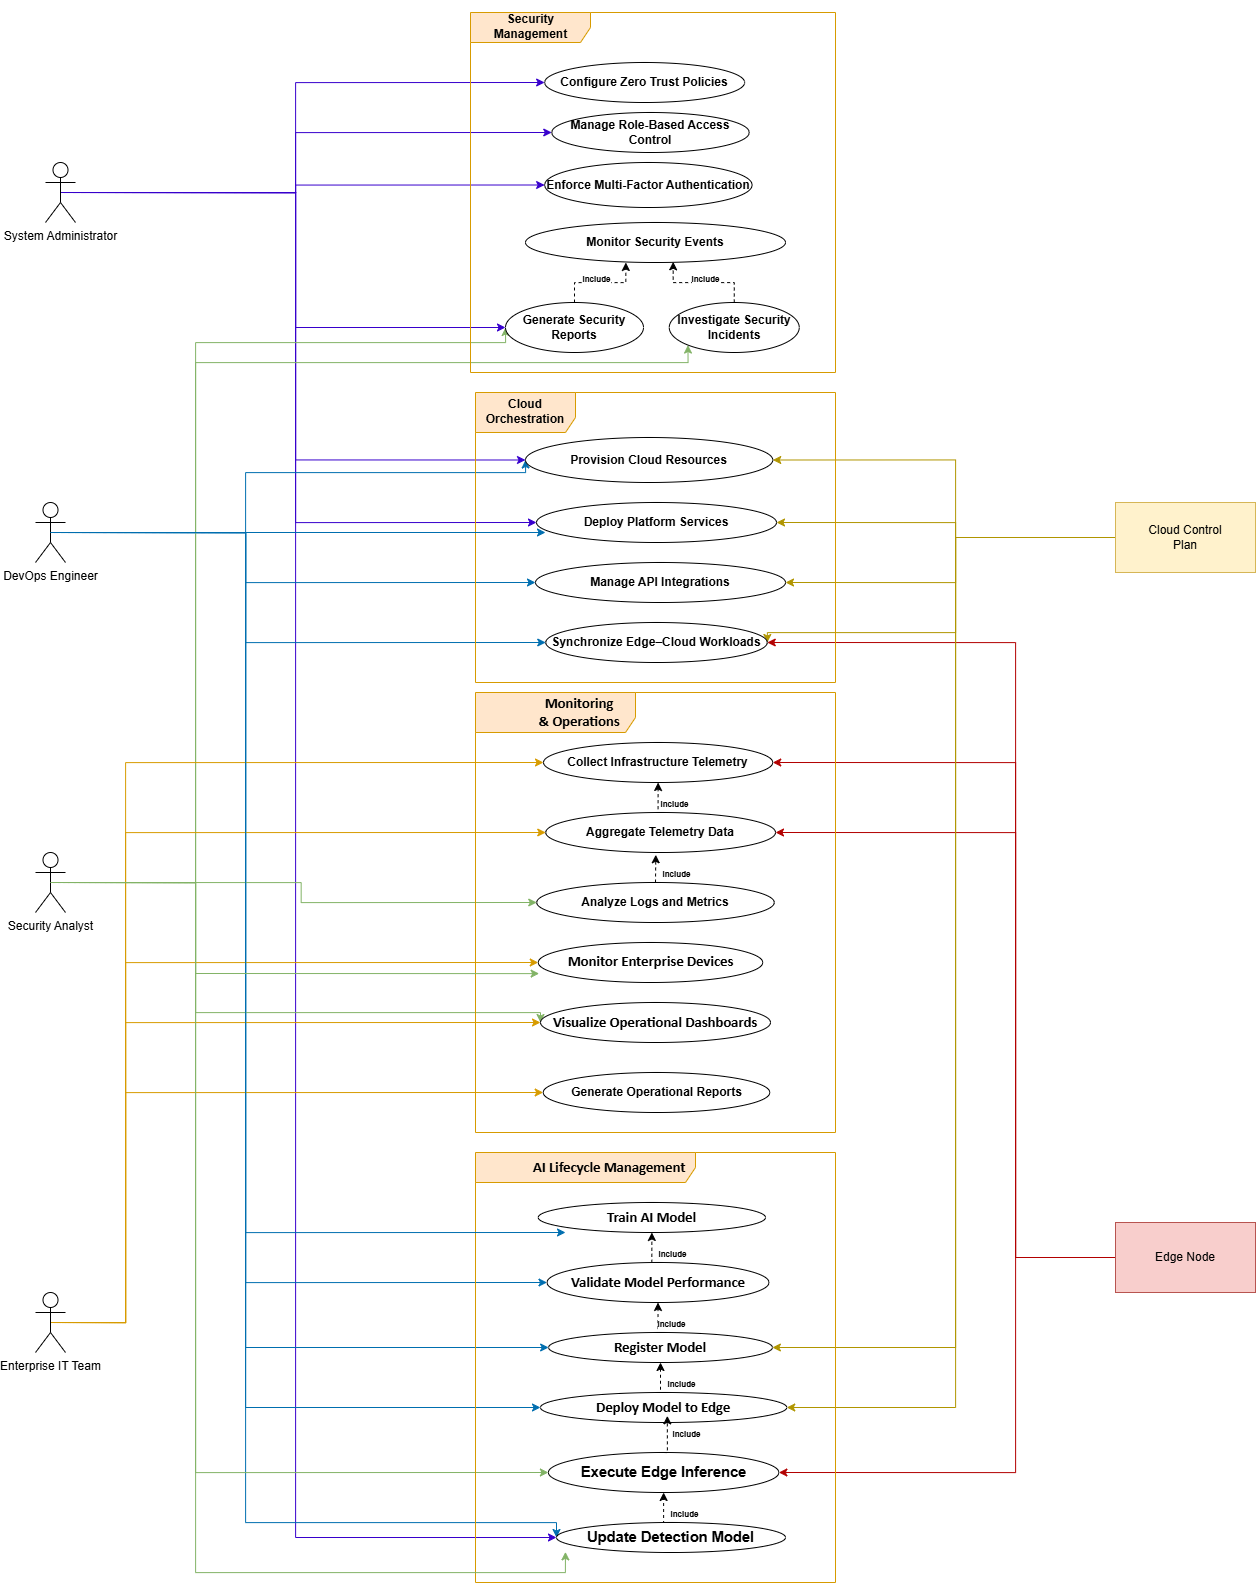 Security
Management
Configure Zero Trust Policies
Manage Role-Based Access
Control
Enforce Multi-Factor Authentication
System Administrator
Monitor Security Events
Include
Include
Generate Security
Reports
Investigate Security
Incidents
Cloud
Orchestration
Provision Cloud Resources
Deploy Platform Services
Cloud Control
Plan
DevOps Engineer
Manage API Integrations
Synchronize Edge–Cloud Workloads
Monitoring
& Operations
Collect Infrastructure Telemetry
Include
Aggregate Telemetry Data
Include
Analyze Logs and Metrics
Security Analyst
Monitor Enterprise Devices
Visualize Operational Dashboards
Generate Operational Reports
AI Lifecycle Management
Train AI Model
Include
Edge Node
Validate Model Performance
Include
Register Model
Enterprise IT Team
Include
Deploy Model to Edge
Include
Execute Edge Inference
Include
Update Detection Model